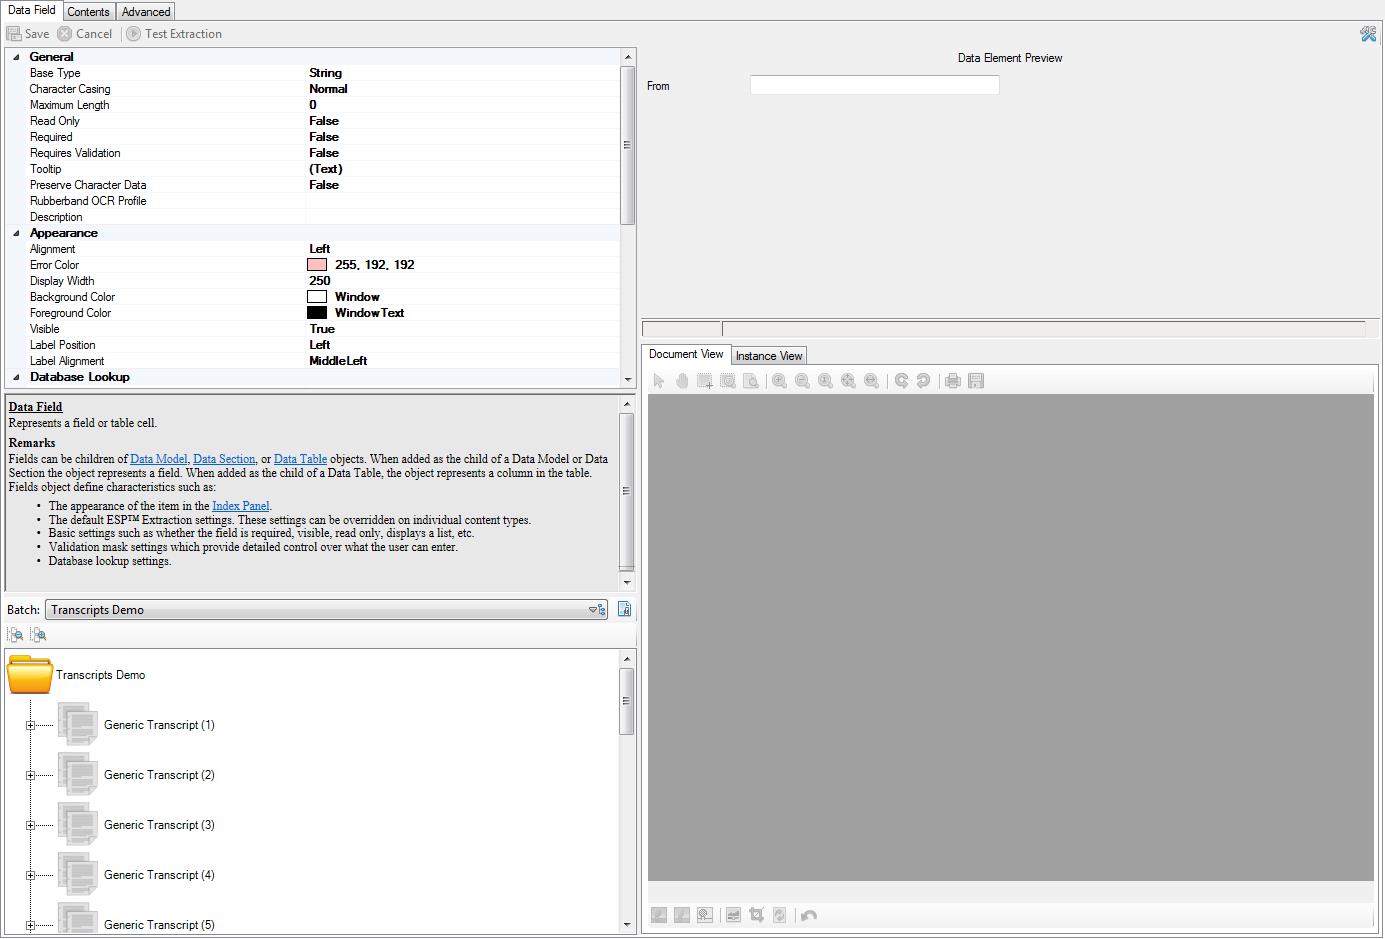 Data Field Contents Advanced
Save Cancel Test Extraction
General
Base Type String
Character Casing Normal
Maximum Length 0
Read Only False
Required False
Requires Validation False
Tooltip (Text)
Preserve Character Data False
Rubberband OCR Profile
Description
Appearance
Alignment Left
Error Color 255, 192, 192
Display Width 250
Background Color Window
Foreground Color WindowText
Visible True
Label Position Left
Label Alignment MiddleLeft
Database Lookup
Data Field
Represents a field or table cell.
Remarks
Fields can be children of Data Model, Data Section, or Data Table objects. When added as the child of a Data Model or Data
Section the object represents a field. When added as the child of a Data Table, the object represents a column in the table.
Fields object define characteristics such as:
• The appearance of the item in the Index Panel.
• The default ESP™ Extraction settings. These settings can be overridden on individual content types.
• Basic settings such as whether the field is required, visible, read only, displays a list, etc.
• Validation mask settings which provide detailed control over what the user can enter.
• Database lookup settings.
Batch: Transcripts Demo
Transcripts Demo
Generic Transcript (1)
Generic Transcript (2)
Generic Transcript (3)
Generic Transcript (4)
Generic Transcript (5)
Data Element Preview
From
Document View Instance View